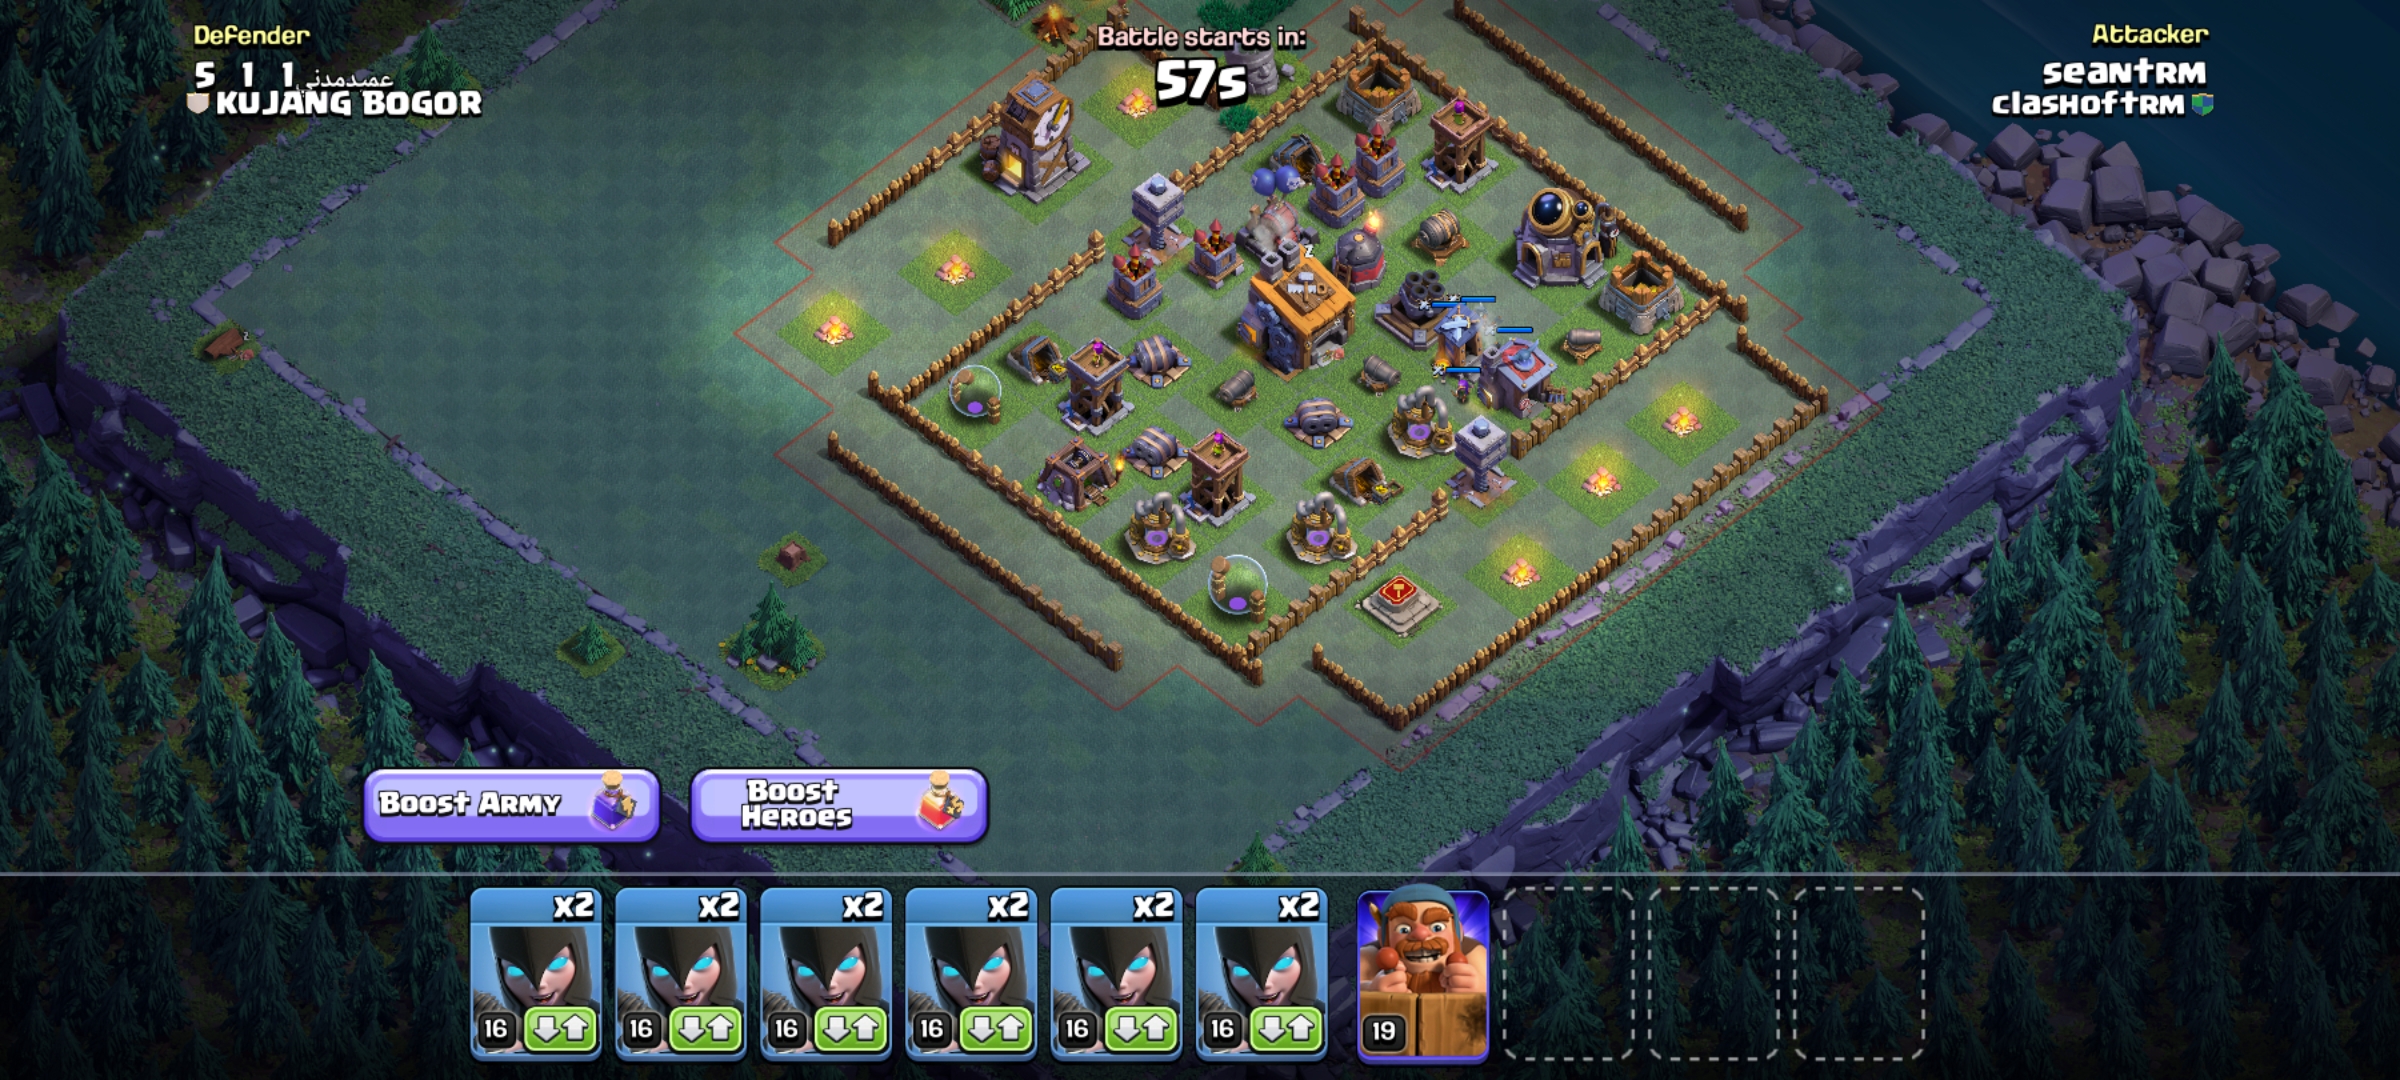 Defender
5 1 1 عمیدمدنی
KUJANG BOGOR
Battle starts in:
57s
Attacker
seantRM
clashoftRM
Boost Army
Boost
Heroes
x2
x2
x2
x2
x2
x2
16
16
16
16
16
16
19